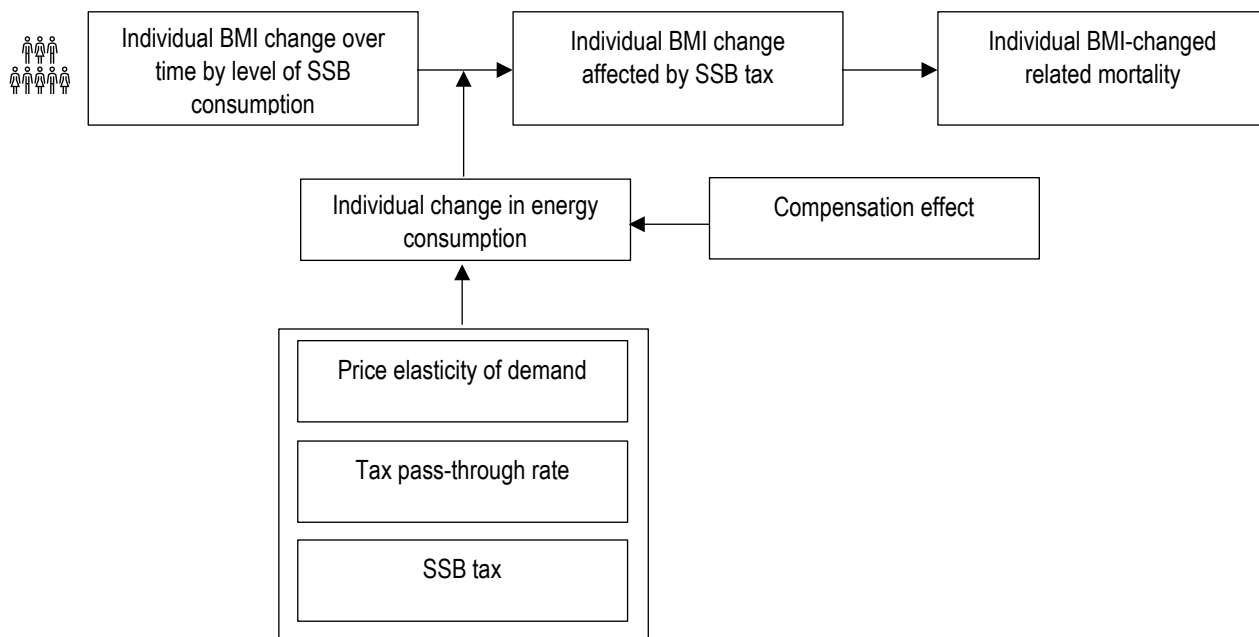 Individual BMI change over
time by level of SSB
consumption
Individual BMI change
affected by SSB tax
Individual BMI-changed
related mortality
Individual change in energy
consumption
Compensation effect
Price elasticity of demand
Tax pass-through rate
SSB tax